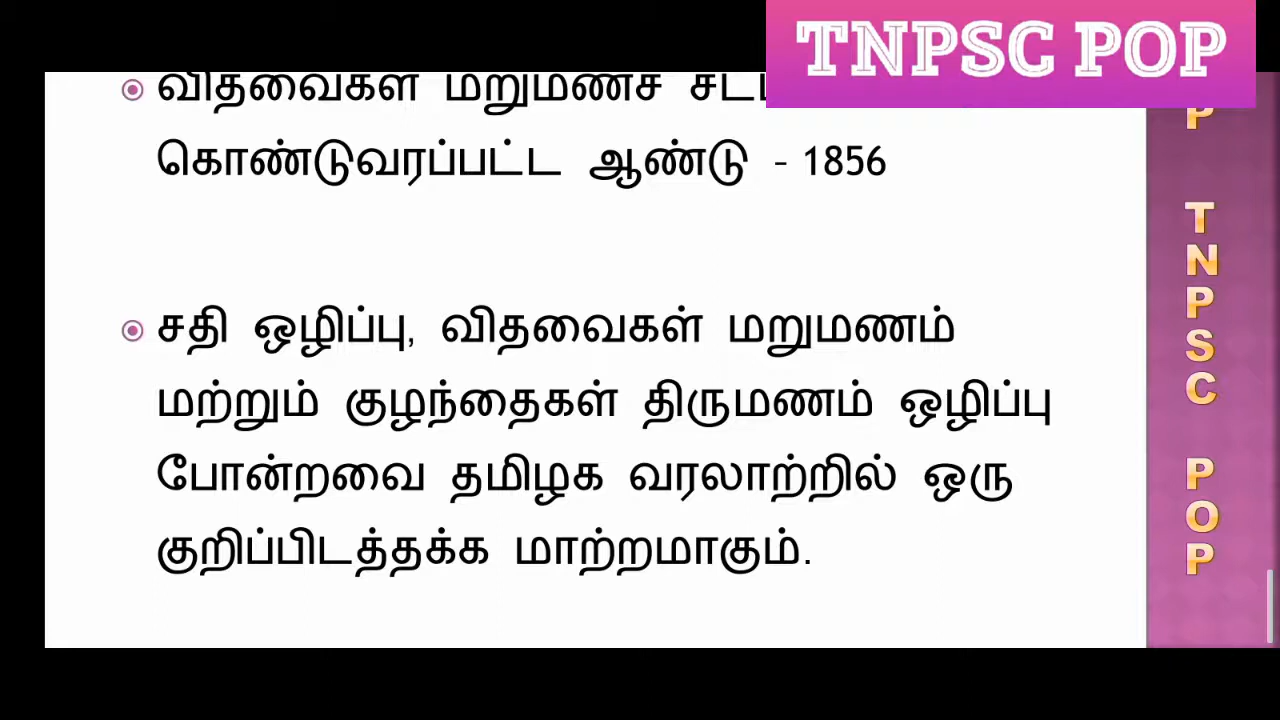 TNPSC POP
விதவைகள் மறுமணச்
கொண்டுவரப்பட்ட ஆண்டு - 1856
சதி ஒழிப்பு, விதவைகள் மறுமணம்
மற்றும் குழந்தைகள் திருமணம் ஒழிப்பு
போன்றவை தமிழக வரலாற்றில் ஒரு
குறிப்பிடத்தக்க மாற்றமாகும்.
P TNPSC POP